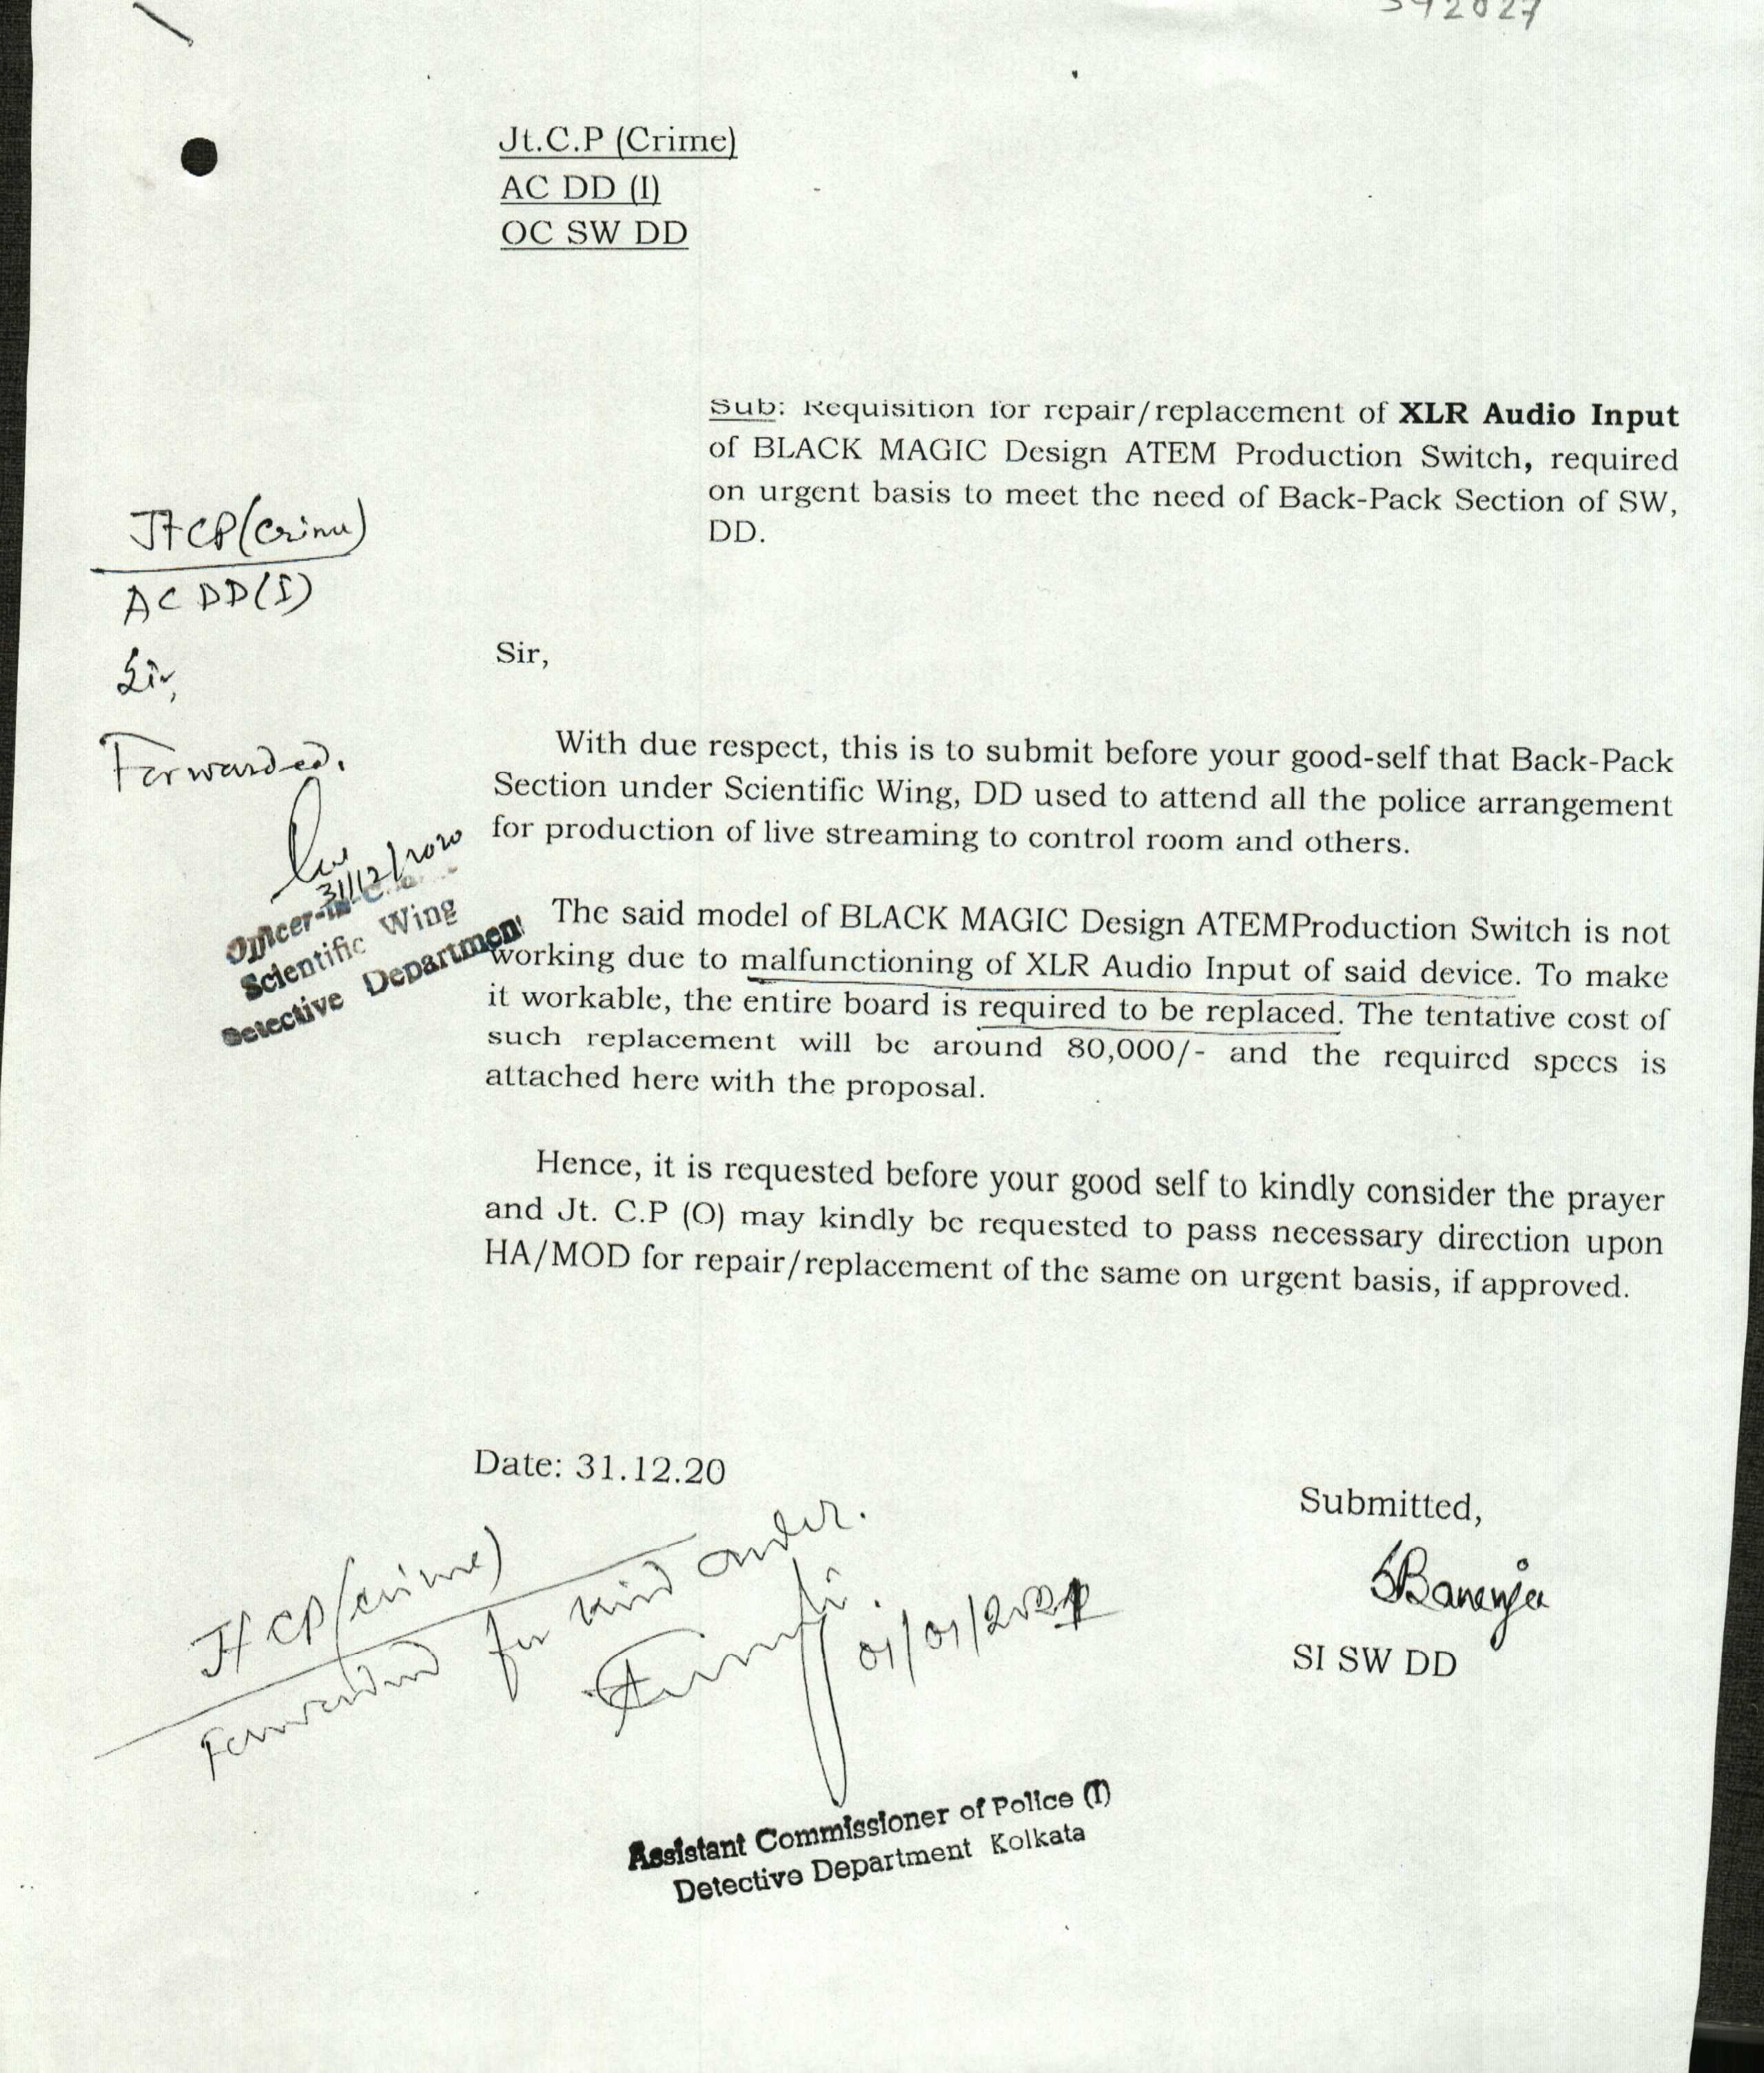 Jt.C.P (Crime)
AC DD (I)
OC SW DD
Sub: Requisition for repair/replacement of XLR Audio Input
of BLACK MAGIC Design ATEM Production Switch, required
on urgent basis to meet the need of Back-Pack Section of SW,
DD.
Jt CP (Crime)
AC DD (I)
Sir,
Forwarded.
31/12/2020
Officer-in-C
Scientific Wing
Detective Department
Sir,
With due respect, this is to submit before your good-self that Back-Pack
Section under Scientific Wing, DD used to attend all the police arrangement
for production of live streaming to control room and others.
The said model of BLACK MAGIC Design ATEMProduction Switch is not
working due to malfunctioning of XLR Audio Input of said device. To make
it workable, the entire board is required to be replaced. The tentative cost of
such replacement will be around 80,000/- and the required specs is
attached here with the proposal.
Hence, it is requested before your good self to kindly consider the prayer
and Jt. C.P (O) may kindly be requested to pass necessary direction upon
HA/MOD for repair/replacement of the same on urgent basis, if approved.
Date: 31.12.20
Submitted,
SBanerjee
SI SW DD
Jt CP (Crime)
Forwarded for kind order.
01/01/2021
Assistant Commissioner of Police (I)
Detective Department Kolkata